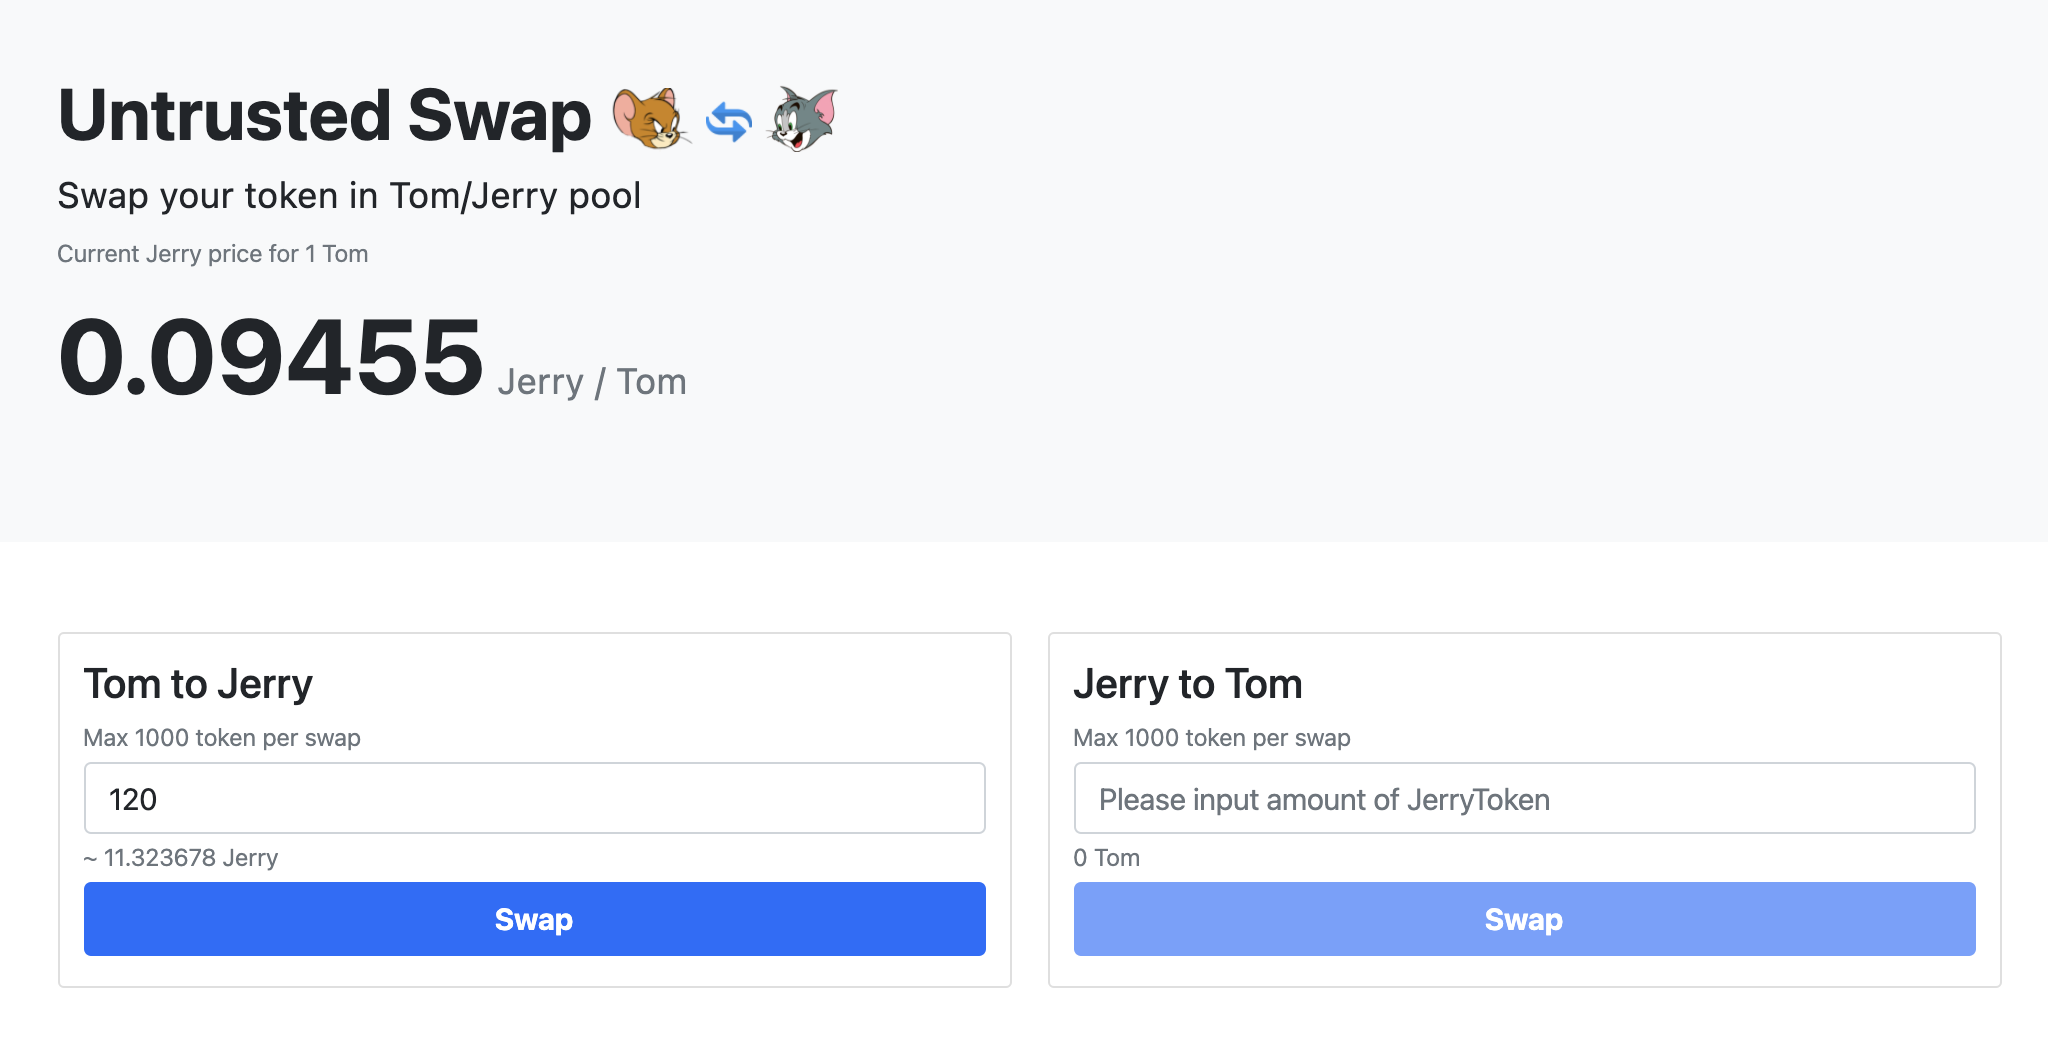 Untrusted Swap
Swap your token in Tom/Jerry pool
Current Jerry price for 1 Tom
0.09455 Jerry / Tom
Tom to Jerry
Max 1000 token per swap
120
~ 11.323678 Jerry
Swap
Jerry to Tom
Max 1000 token per swap
Please input amount of JerryToken
0 Tom
Swap